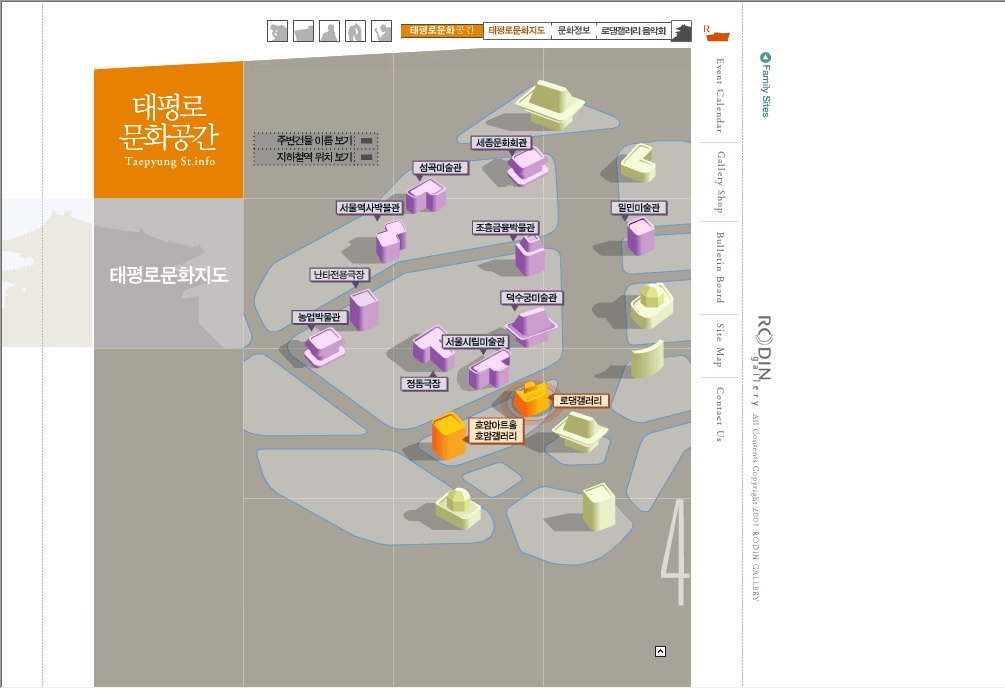 태평로문화공간
태평로문화지도
문화정보
로댕갤러리 음악회
R
태평로
문화공간
Taepyung St.info
태평로문화지도
주변건물 이름 보기
지하철역 위치 보기
세종문화회관
성곡미술관
서울역사박물관
일민미술관
조흥금융박물관
난타전용극장
덕수궁미술관
농업박물관
서울시립미술관
정동극장
로댕갤러리
호암아트홀
호암갤러리
4
Event Calendar
Gallery Shop
Bulletin Board
Site Map
Contact Us
Family Sites
RODIN
gallery
All Contents Copyright 2001 RODIN GALLERY